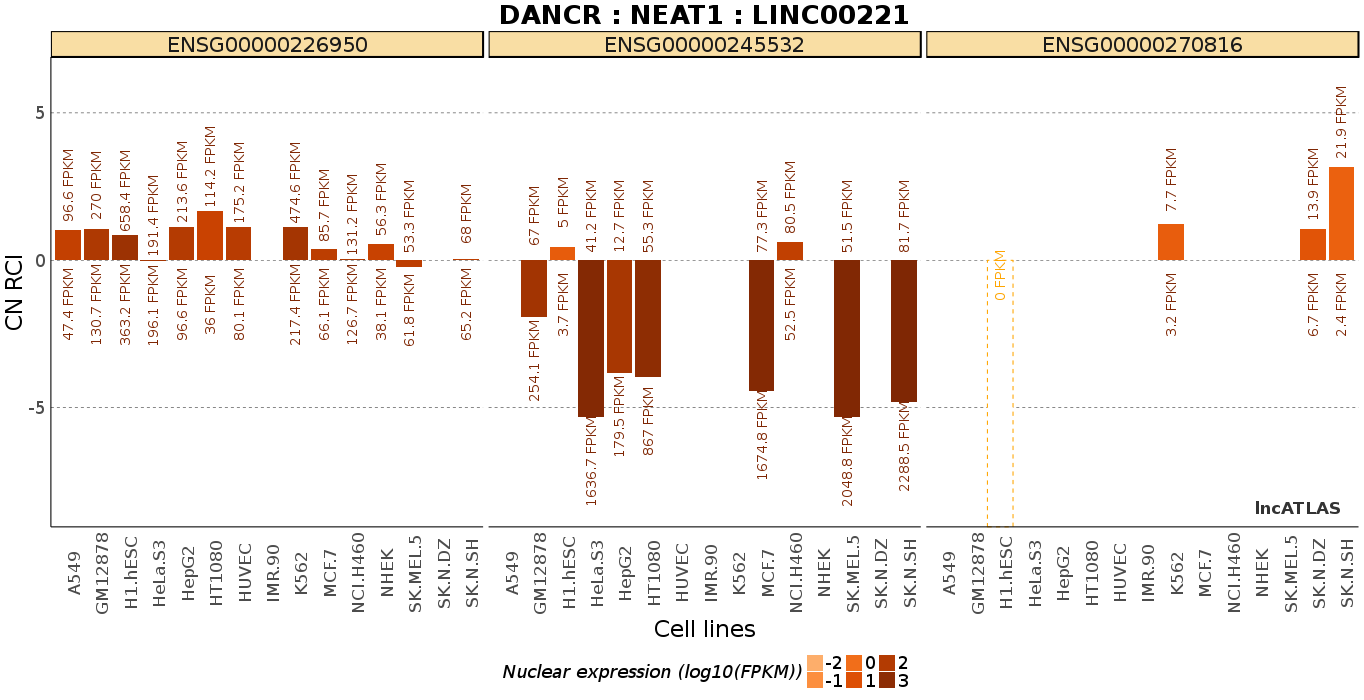 DANCR : NEAT1 : LINC00221
ENSG00000226950 ENSG00000245532 ENSG00000270816
CN RCI
5
0
-5
96.6 FPKM
47.4 FPKM
270 FPKM
130.7 FPKM
658.4 FPKM
363.2 FPKM
191.4 FPKM
196.1 FPKM
213.6 FPKM
96.6 FPKM
114.2 FPKM
36 FPKM
175.2 FPKM
80.1 FPKM
474.6 FPKM
217.4 FPKM
85.7 FPKM
66.1 FPKM
131.2 FPKM
126.7 FPKM
56.3 FPKM
38.1 FPKM
53.3 FPKM
61.8 FPKM
68 FPKM
65.2 FPKM
67 FPKM
254.1 FPKM
5 FPKM
3.7 FPKM
41.2 FPKM
1636.7 FPKM
12.7 FPKM
179.5 FPKM
55.3 FPKM
867 FPKM
77.3 FPKM
1674.8 FPKM
80.5 FPKM
52.5 FPKM
51.5 FPKM
2048.8 FPKM
81.7 FPKM
2288.5 FPKM
0 FPKM
7.7 FPKM
3.2 FPKM
13.9 FPKM
6.7 FPKM
21.9 FPKM
2.4 FPKM
lncATLAS
A549
GM12878
H1.hESC
HeLa.S3
HepG2
HT1080
HUVEC
IMR.90
K562
MCF.7
NCI.H460
NHEK
SK.MEL.5
SK.N.DZ
SK.N.SH
A549
GM12878
H1.hESC
HeLa.S3
HepG2
HT1080
HUVEC
IMR.90
K562
MCF.7
NCI.H460
NHEK
SK.MEL.5
SK.N.DZ
SK.N.SH
A549
GM12878
H1.hESC
HeLa.S3
HepG2
HT1080
HUVEC
IMR.90
K562
MCF.7
NCI.H460
NHEK
SK.MEL.5
SK.N.DZ
SK.N.SH
Cell lines
Nuclear expression (log10(FPKM))
-2 0 2
-1 1 3